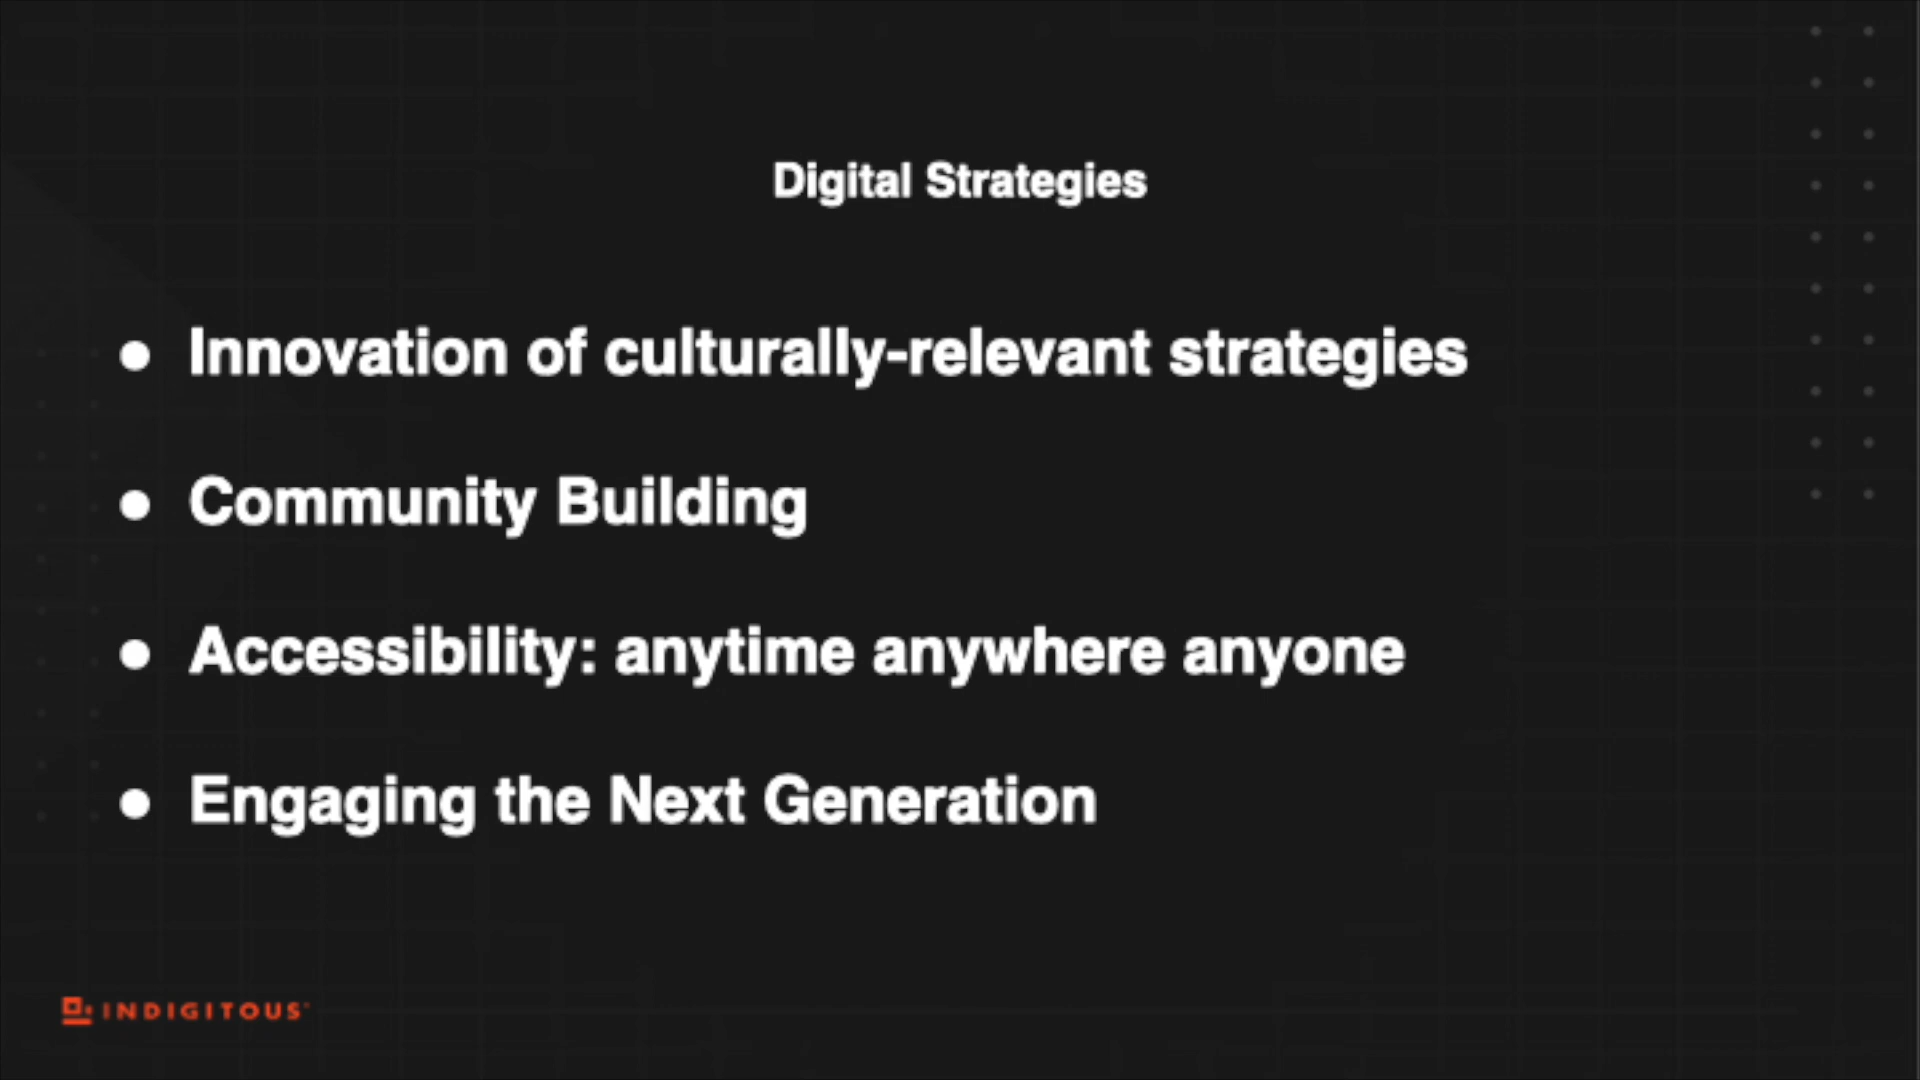 Digital Strategies
● Innovation of culturally-relevant strategies
● Community Building
● Accessibility: anytime anywhere anyone
● Engaging the Next Generation
INDIGITOUS